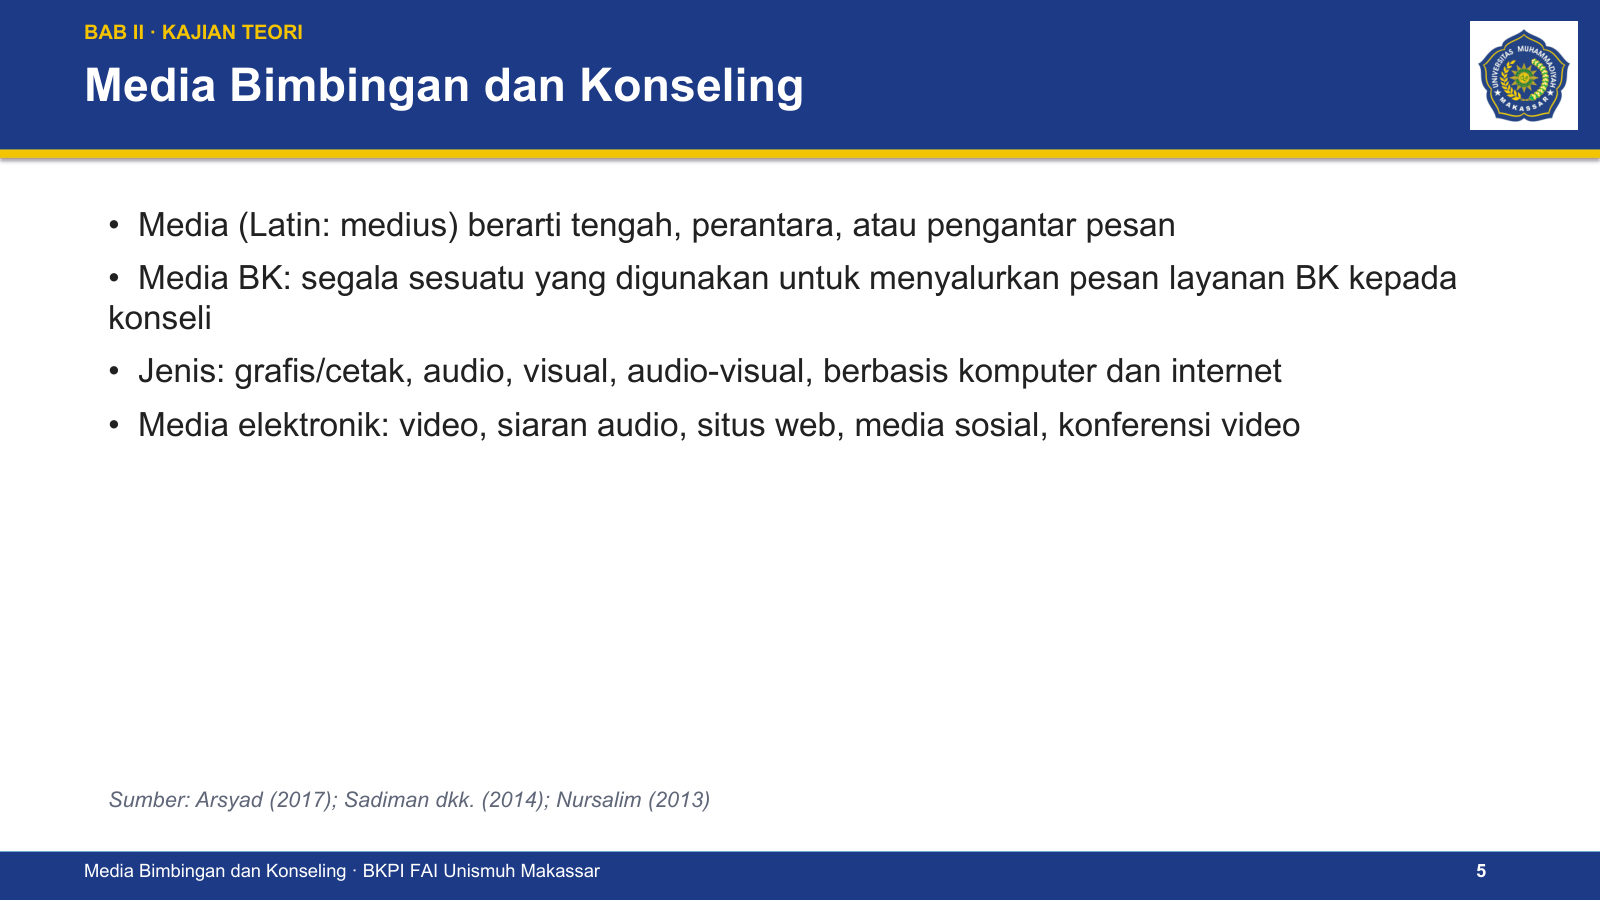 BAB II · KAJIAN TEORI
Media Bimbingan dan Konseling
UNIVERSITAS MUHAMMADIYAH
MAKASSAR
• Media (Latin: medius) berarti tengah, perantara, atau pengantar pesan
• Media BK: segala sesuatu yang digunakan untuk menyalurkan pesan layanan BK kepada
konseli
• Jenis: grafis/cetak, audio, visual, audio-visual, berbasis komputer dan internet
• Media elektronik: video, siaran audio, situs web, media sosial, konferensi video
Sumber: Arsyad (2017); Sadiman dkk. (2014); Nursalim (2013)
Media Bimbingan dan Konseling · BKPI FAI Unismuh Makassar
5